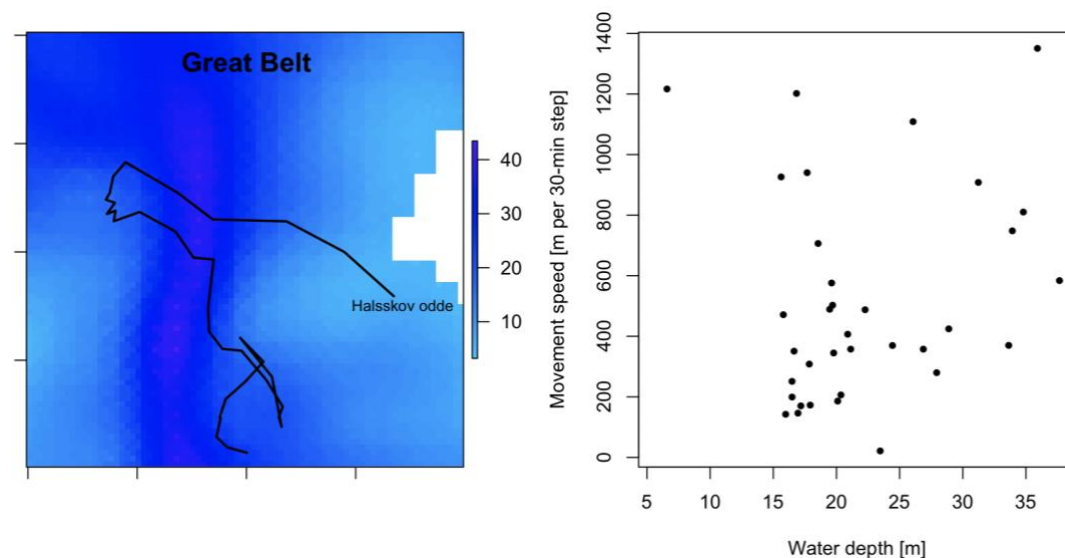 Great Belt
40
30
20
10
Halsskov odde
Movement speed [m per 30-min step]
1400
1200
1000
800
600
400
200
0
5 10 15 20 25 30 35
Water depth [m]